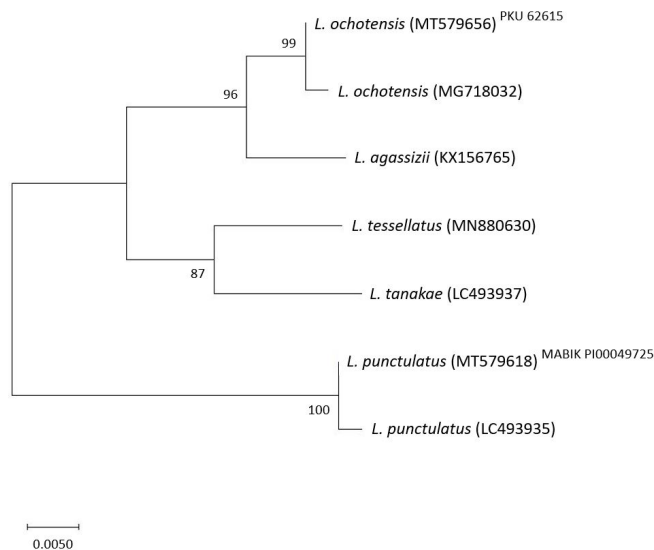 L. ochotensis (MT579656) PKU 62615
99
L. ochotensis (MG718032)
96
L. agassizii (KX156765)
L. tessellatus (MN880630)
87
L. tanakae (LC493937)
L. punctulatus (MT579618) MABIK PI00049725
100
L. punctulatus (LC493935)
0.0050